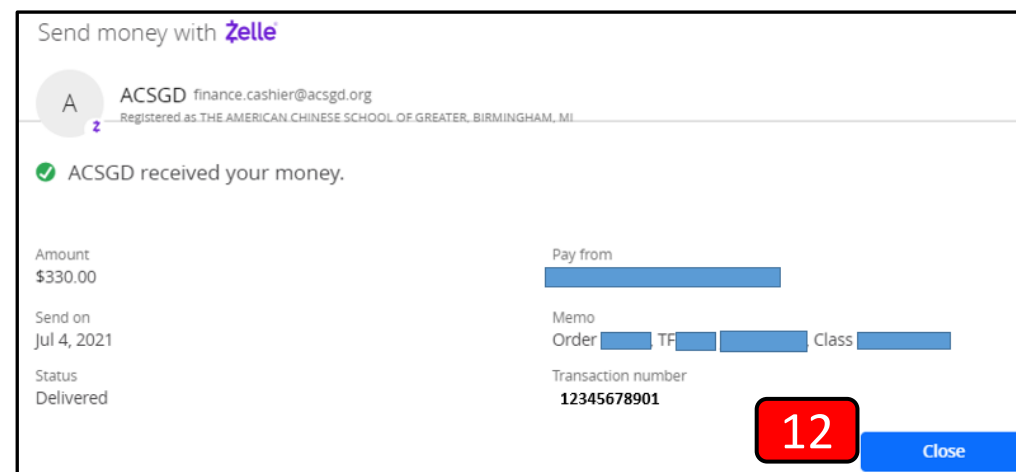 Send money with Zelle
A
z
ACSGD finance.cashier@acsgd.org
Registered as THE AMERICAN CHINESE SCHOOL OF GREATER, BIRMINGHAM, MI
ACSGD received your money.
Amount
$330.00
Pay from
Send on
Jul 4, 2021
Memo
Order , TF , Class
Status
Delivered
Transaction number
12345678901
12
Close